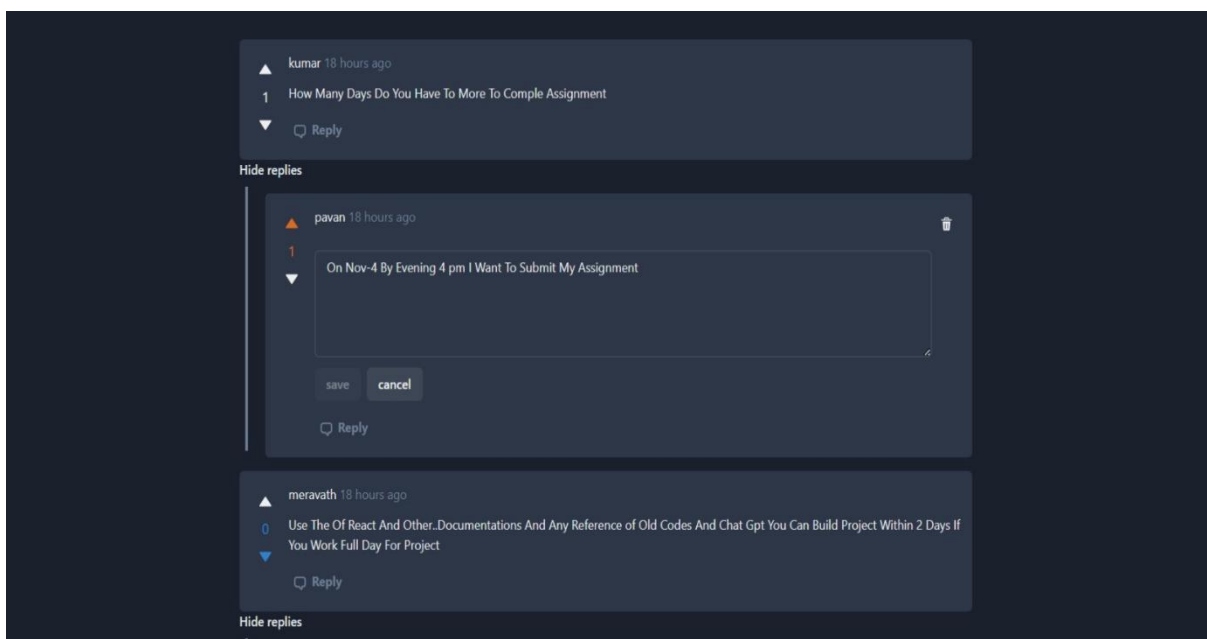 kumar 18 hours ago
1
How Many Days Do You Have To More To Comple Assignment
Reply
Hide replies
pavan 18 hours ago
1
On Nov-4 By Evening 4 pm I Want To Submit My Assignment
save cancel
Reply
meravath 18 hours ago
0
Use The Of React And Other..Documentations And Any Reference of Old Codes And Chat Gpt You Can Build Project Within 2 Days If
You Work Full Day For Project
Reply
Hide replies